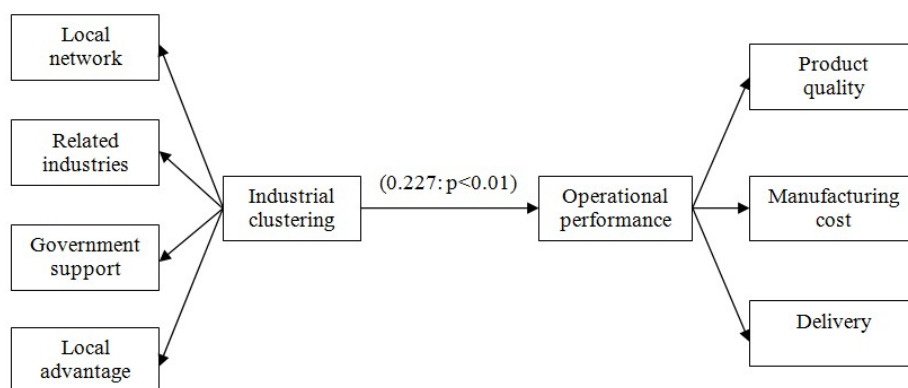 Local
network
Related
industries
Government
support
Local
advantage
Industrial
clustering
(0.227: p<0.01)
Operational
performance
Product
quality
Manufacturing
cost
Delivery